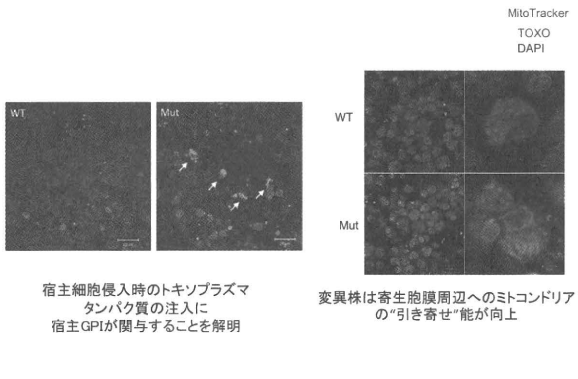 MitoTracker
TOXO
DAPI
WT
Mut
WT
Mut
宿主細胞侵入時のトキソプラズマ
タンパク質の注入に
宿主GPIが関与することを解明
変異株は寄生胞膜周辺へのミトコンドリア
の“引き寄せ”能が向上